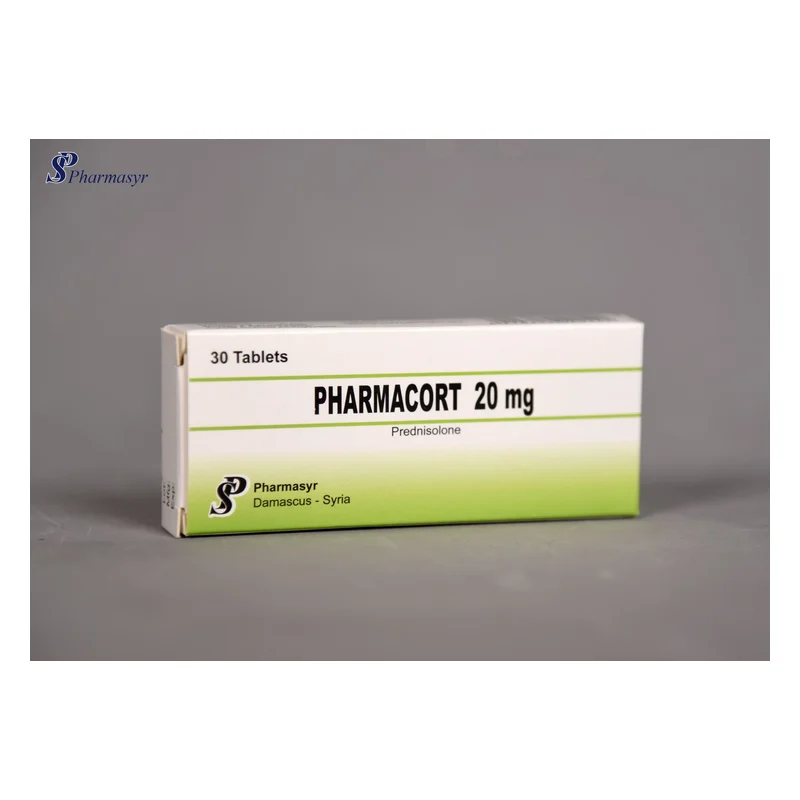 Pharmasyr
30 Tablets
PHARMACORT 20 mg
Prednisolone
Pharmasyr
Damascus - Syria